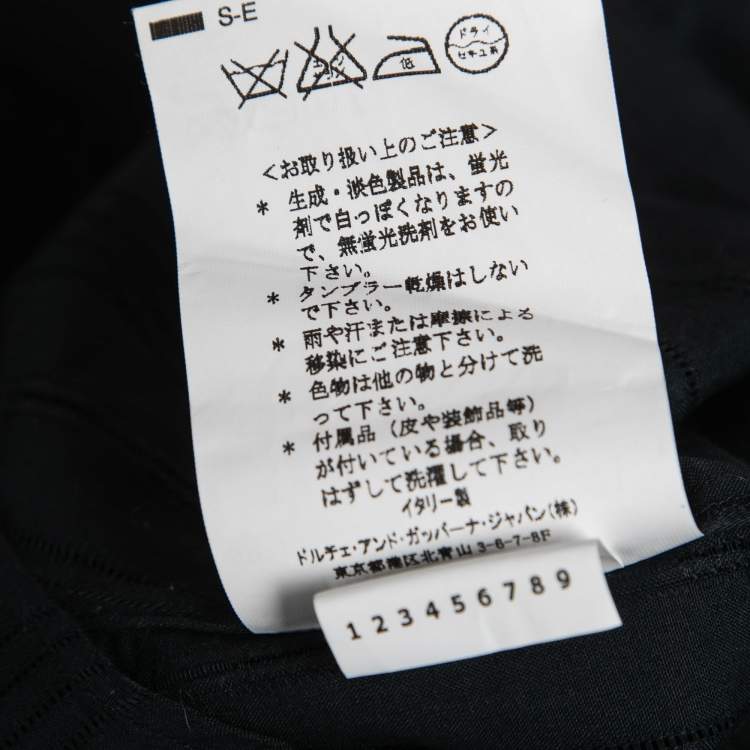 S-E
ドライ
セキユ系
低
<お取り扱い上のご注意>
* 生成・淡色製品は、蛍光
剤で白っぽくなりますの
で、無蛍光洗剤をお使い
下さい。
* タンブラー乾燥はしない
で下さい。
* 雨や汗または摩擦による
移染にご注意下さい。
* 色物は他の物と分けて洗
って下さい。
* 付属品（皮や装飾品等）
が付いている場合、取り
はずして洗濯して下さい。
イタリー製
ドルチェ・アンド・ガッバーナ・ジャパン(株)
東京都港区北青山 3-6-7-8F
123456789